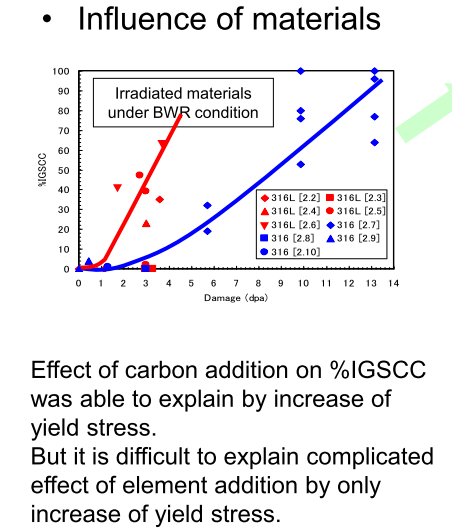 • Influence of materials
Irradiated materials
under BWR condition
%IGSCC
100
90
80
70
60
50
40
30
20
10
0
0 1 2 3 4 5 6 7 8 9 10 11 12 13 14
Damage (dpa)
316L [2.2] 316L [2.3]
316L [2.4] 316L [2.5]
316L [2.6] 316 [2.7]
316 [2.8] 316 [2.9]
316 [2.10]
Effect of carbon addition on %IGSCC
was able to explain by increase of
yield stress.
But it is difficult to explain complicated
effect of element addition by only
increase of yield stress.